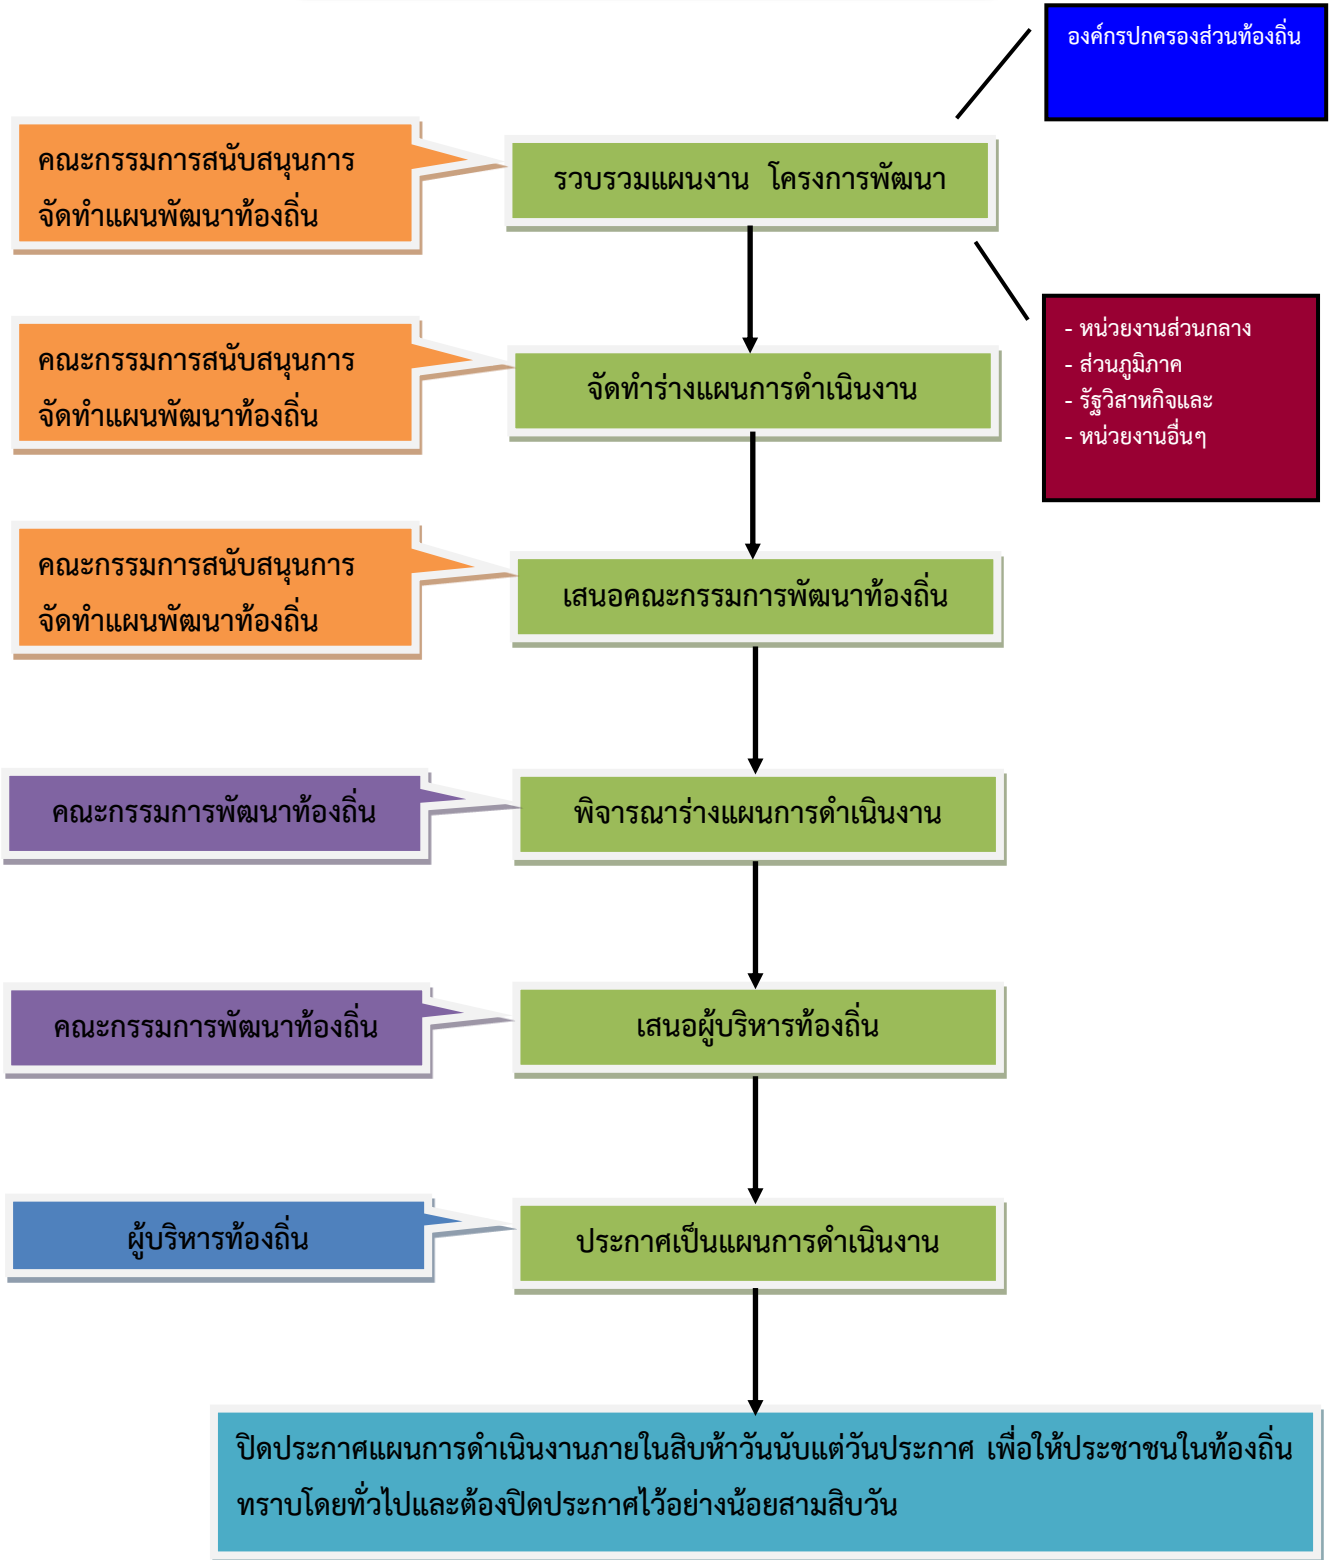 องค์กรปกครองส่วนท้องถิ่น
คณะกรรมการสนับสนุนการ
จัดทำแผนพัฒนาท้องถิ่น
รวบรวมแผนงาน โครงการพัฒนา
- หน่วยงานส่วนกลาง
- ส่วนภูมิภาค
- รัฐวิสาหกิจและ
- หน่วยงานอื่นๆ
คณะกรรมการสนับสนุนการ
จัดทำแผนพัฒนาท้องถิ่น
จัดทำร่างแผนการดำเนินงาน
คณะกรรมการสนับสนุนการ
จัดทำแผนพัฒนาท้องถิ่น
เสนอคณะกรรมการพัฒนาท้องถิ่น
คณะกรรมการพัฒนาท้องถิ่น
พิจารณาร่างแผนการดำเนินงาน
คณะกรรมการพัฒนาท้องถิ่น
เสนอผู้บริหารท้องถิ่น
ผู้บริหารท้องถิ่น
ประกาศเป็นแผนการดำเนินงาน
ปิดประกาศแผนการดำเนินงานภายในสิบห้าวันนับแต่วันประกาศ เพื่อให้ประชาชนในท้องถิ่น
ทราบโดยทั่วไปและต้องปิดประกาศไว้อย่างน้อยสามสิบวัน